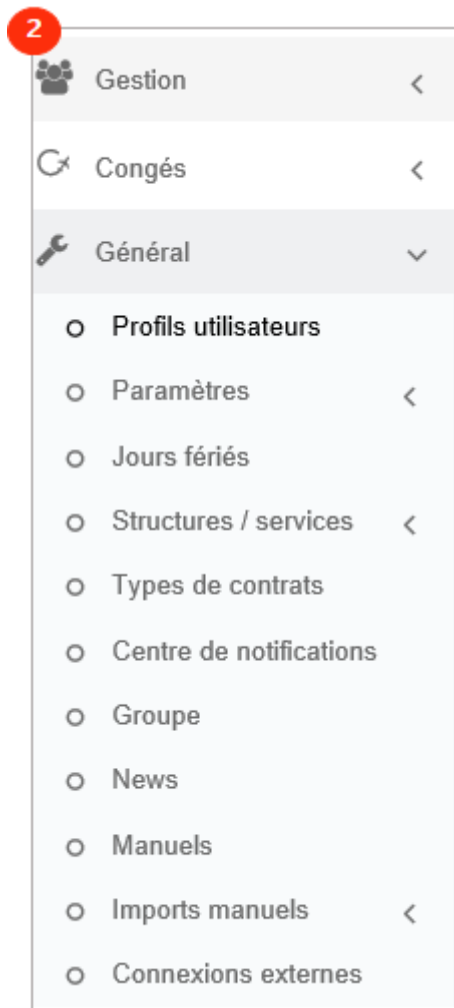 2
Gestion
Congés
Général
Profils utilisateurs
Paramètres
Jours fériés
Structures / services
Types de contrats
Centre de notifications
Groupe
News
Manuels
Imports manuels
Connexions externes